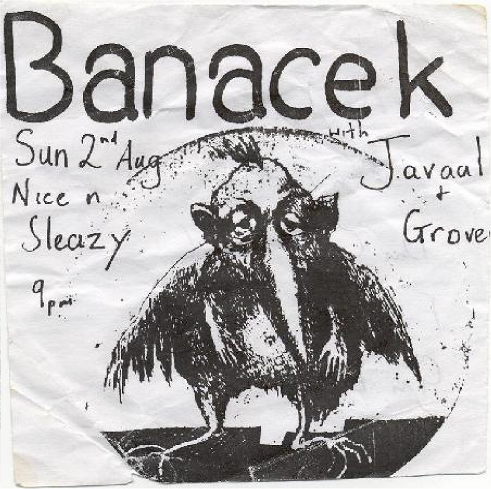 Banacek
Sun 2nd Aug
Nice n
Sleazy
9pm
with
Javaal
+
Grove